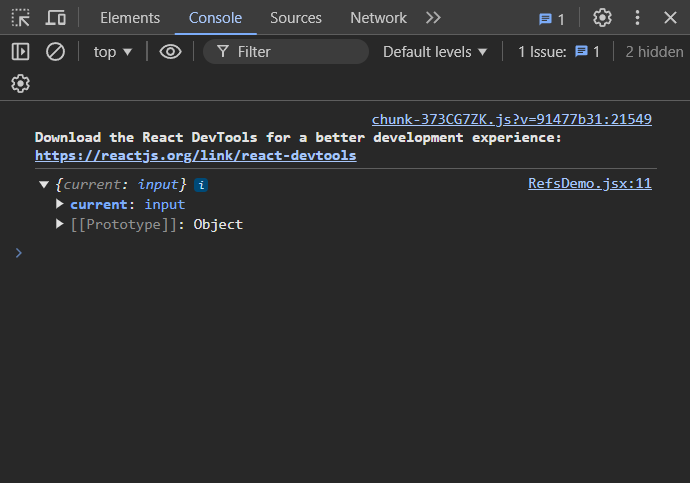 Elements Console Sources Network 1
top Filter Default levels 1 Issue: 1 2 hidden
chunk-373CG7ZK.js?v=91477b31:21549
Download the React DevTools for a better development experience:
https://reactjs.org/link/react-devtools
{current: input} i RefsDemo.jsx:11
current: input
[[Prototype]]: Object